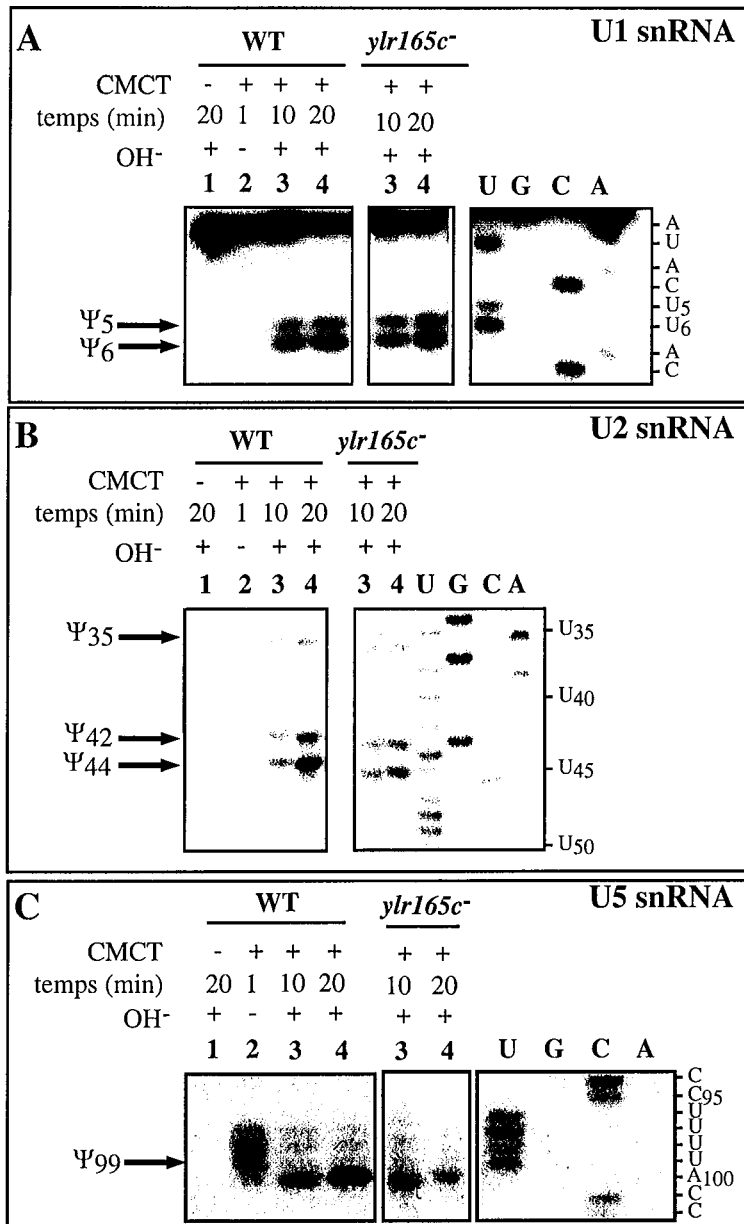 A U1 snRNA
WT ylr165c-
CMCT - + + + + +
temps (min) 20 1 10 20 10 20
OH- + - + + + +
1 2 3 4 3 4 U G C A
A
U
A
C
Ψ5 U5
Ψ6 U6
A
C
B U2 snRNA
WT ylr165c-
CMCT - + + + + +
temps (min) 20 1 10 20 10 20
OH- + - + + + +
1 2 3 4 3 4 U G C A
Ψ35 U35
U40
Ψ42
Ψ44 U45
U50
C U5 snRNA
WT ylr165c-
CMCT - + + + + +
temps (min) 20 1 10 20 10 20
OH- + - + + + +
1 2 3 4 3 4 U G C A
C
C95
U
U
U
Ψ99 U
A100
C
C